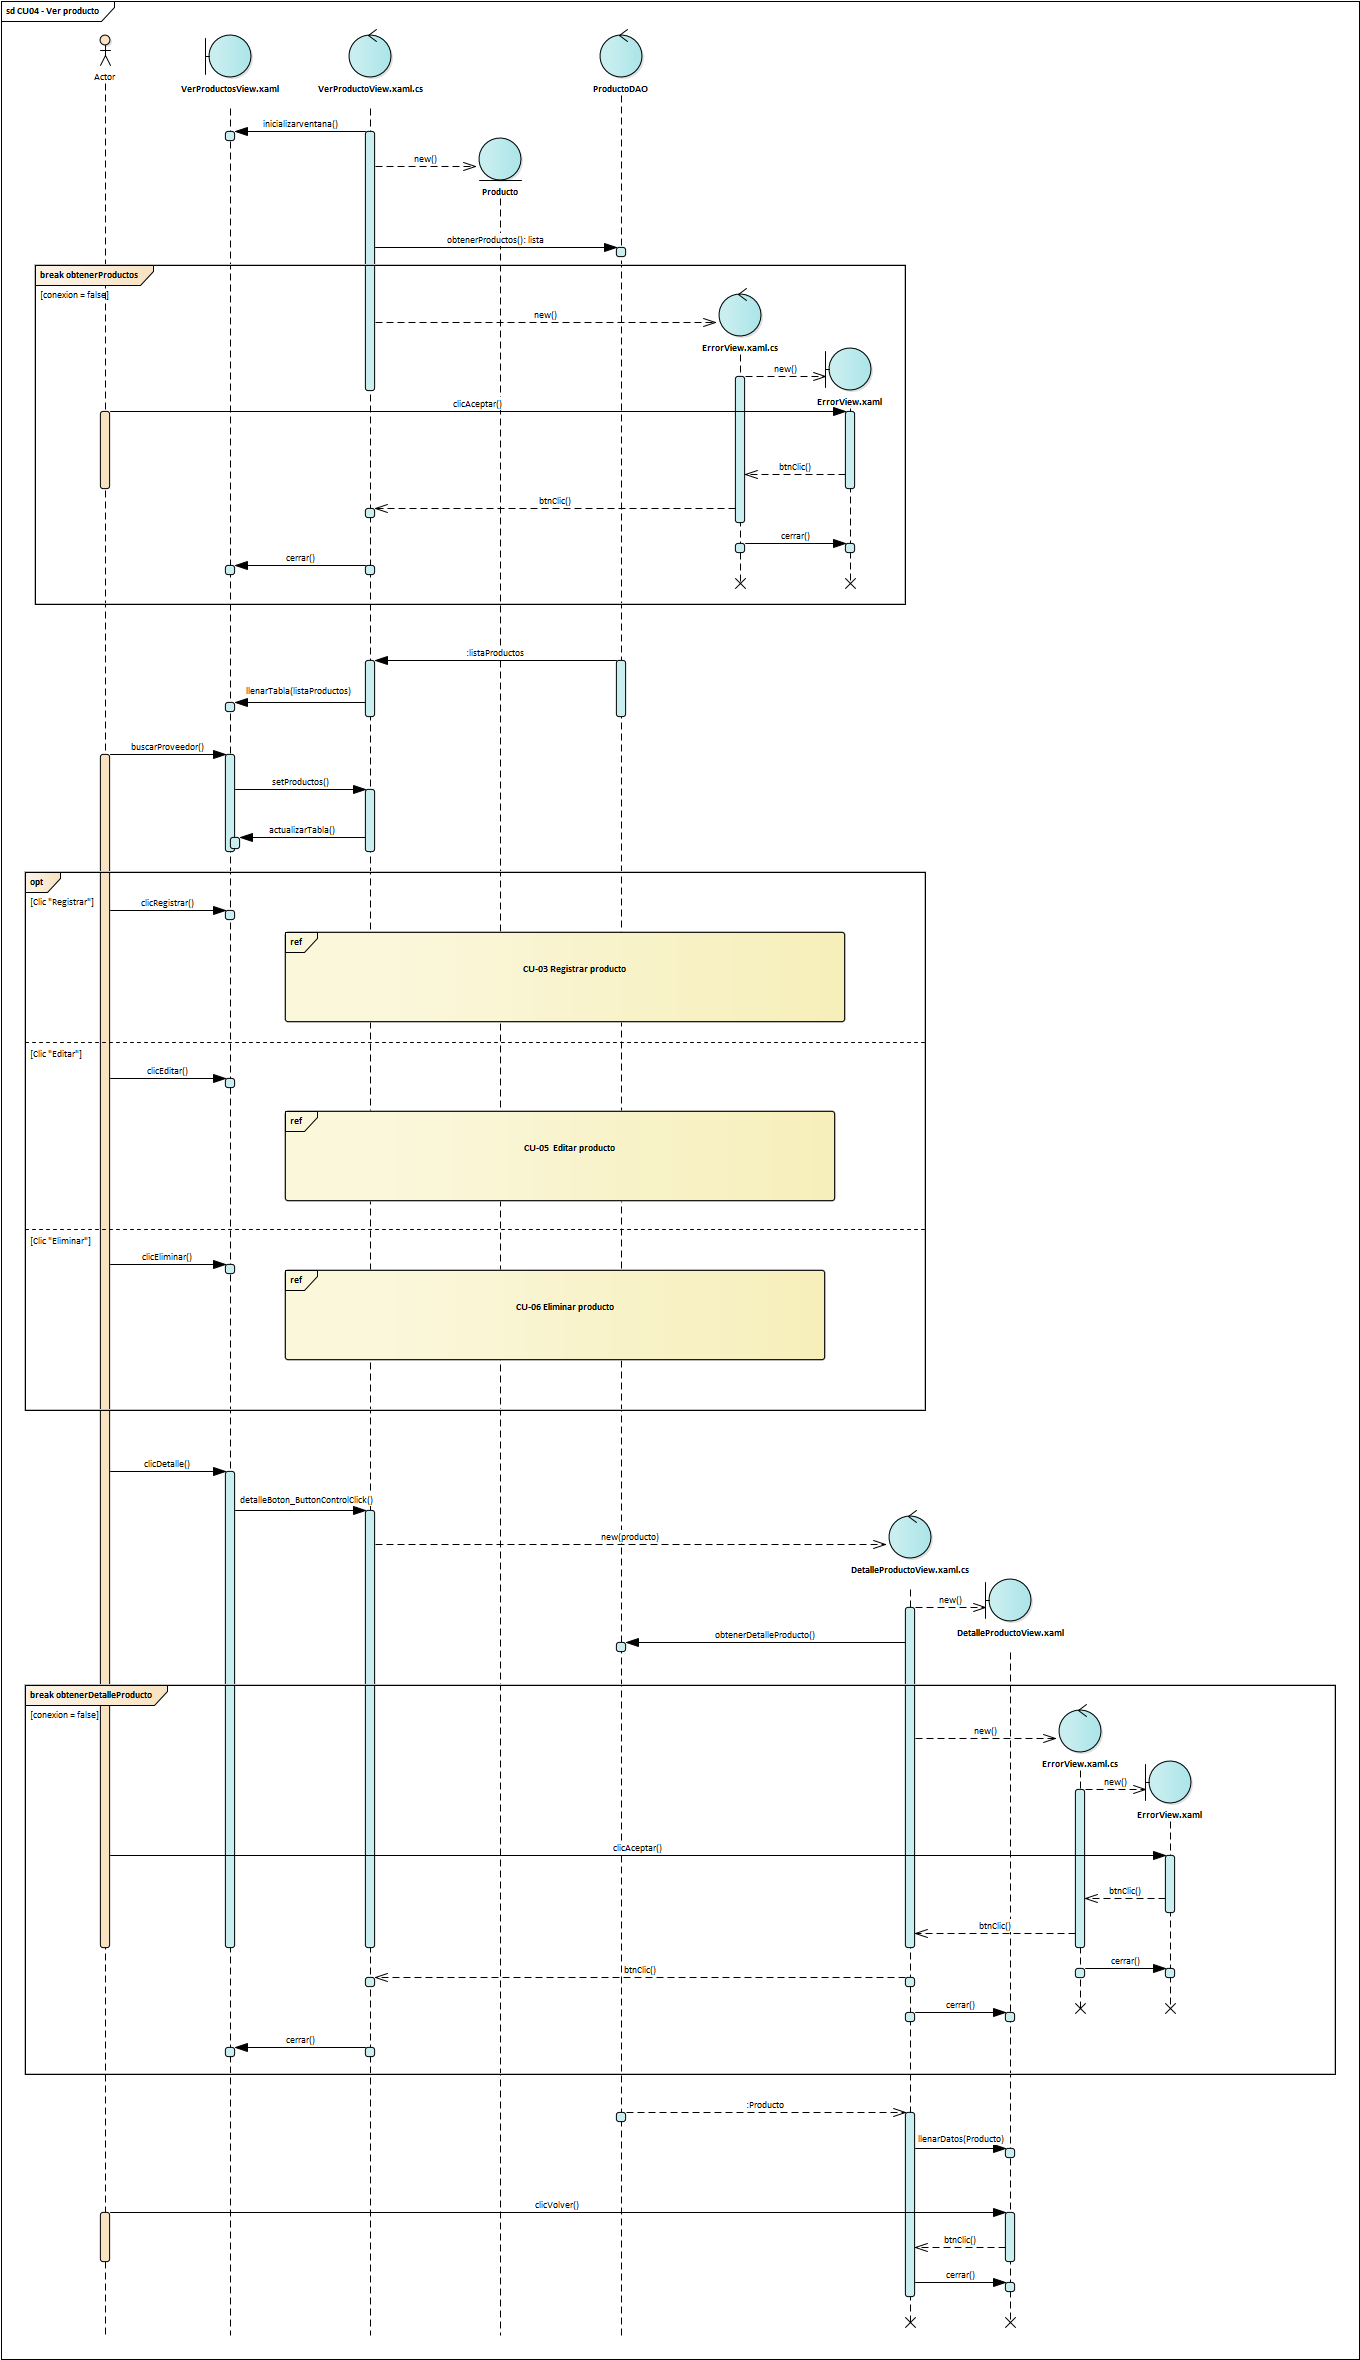 sd CU04 - Ver producto
Actor
VerProductosView.xaml
VerProductoView.xaml.cs
ProductoDAO
inicializarventana()
new()
Producto
obtenerProductos(): lista
break obtenerProductos
[conexion = false]
new()
ErrorView.xaml.cs
new()
ErrorView.xaml
clicAceptar()
btnClic()
btnClic()
cerrar()
cerrar()
:listaProductos
llenarTabla(listaProductos)
buscarProveedor()
setProductos()
actualizarTabla()
opt
[Clic "Registrar"]
clicRegistrar()
ref
CU-03 Registrar producto
[Clic "Editar"]
clicEditar()
ref
CU-05  Editar producto
[Clic "Eliminar"]
clicEliminar()
ref
CU-06 Eliminar producto
clicDetalle()
detalleBoton_ButtonControlClick()
new(producto)
DetalleProductoView.xaml.cs
new()
DetalleProductoView.xaml
obtenerDetalleProducto()
break obtenerDetalleProducto
[conexion = false]
new()
ErrorView.xaml.cs
new()
ErrorView.xaml
clicAceptar()
btnClic()
btnClic()
cerrar()
btnClic()
cerrar()
cerrar()
:Producto
llenarDatos(Producto)
clicVolver()
btnClic()
cerrar()